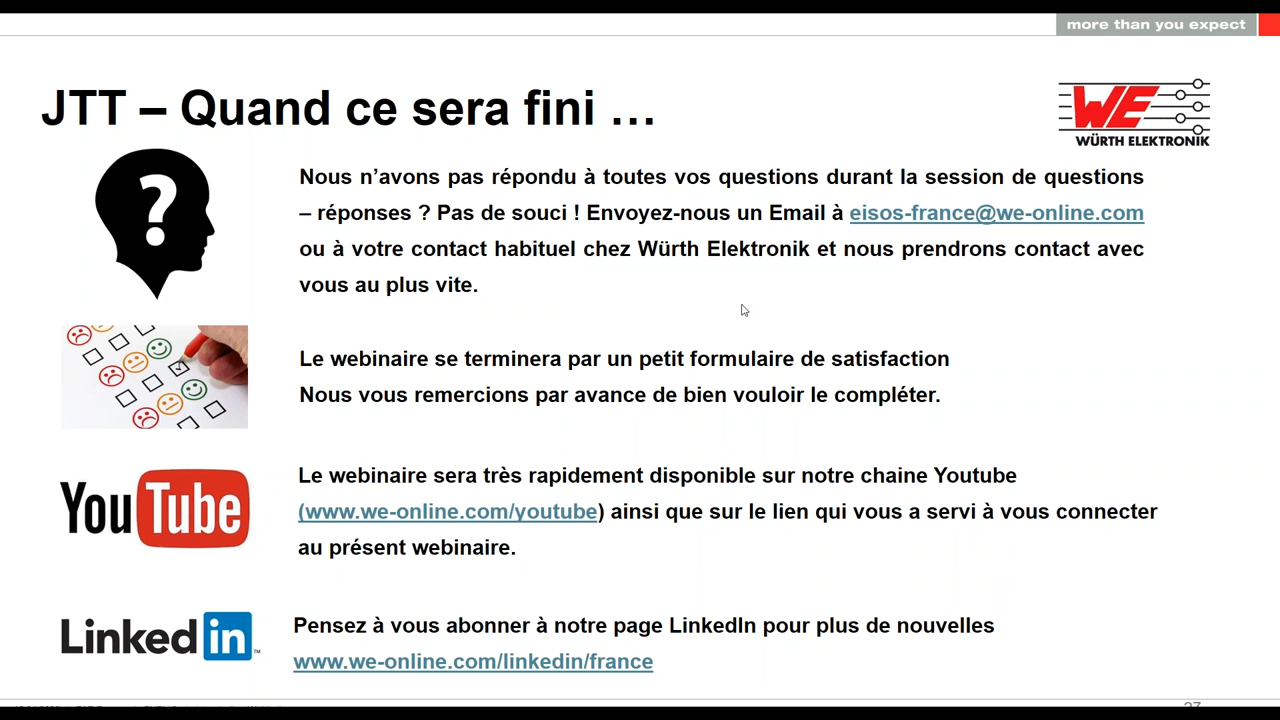 more than you expect
JTT – Quand ce sera fini …
WE
WÜRTH ELEKTRONIK
?
Nous n’avons pas répondu à toutes vos questions durant la session de questions
– réponses ? Pas de souci ! Envoyez-nous un Email à eisos-france@we-online.com
ou à votre contact habituel chez Würth Elektronik et nous prendrons contact avec
vous au plus vite.
Le webinaire se terminera par un petit formulaire de satisfaction
Nous vous remercions par avance de bien vouloir le compléter.
YouTube
Le webinaire sera très rapidement disponible sur notre chaine Youtube
(www.we-online.com/youtube) ainsi que sur le lien qui vous a servi à vous connecter
au présent webinaire.
Linked in ™
Pensez à vous abonner à notre page LinkedIn pour plus de nouvelles
www.we-online.com/linkedin/france